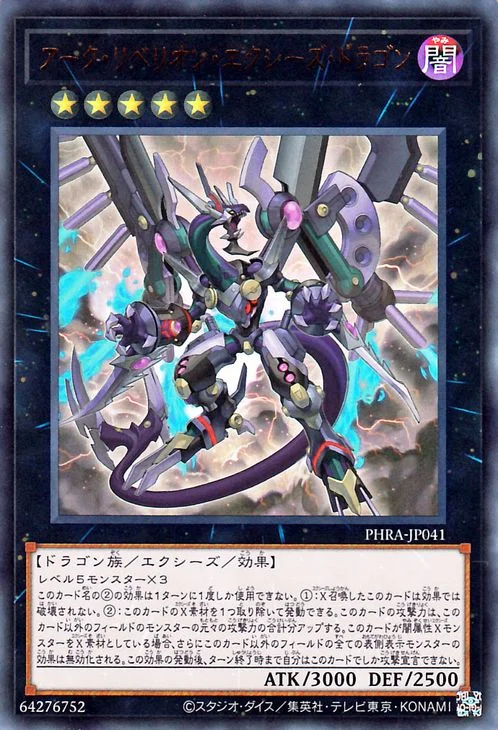 アーク・リベリオン・エクシーズ・ドラゴン
闇
PHRA-JP041
【ドラゴン族／エクシーズ／効果】
レベル５モンスター×３
このカード名の②の効果は1ターンに1度しか使用できない。①：X召喚したこのカードは効果では
破壊されない。②：このカードのX素材を１つ取り除いて発動できる。このカードの攻撃力は、この
カード以外のフィールドのモンスターの元々の攻撃力の合計分アップする。このカードが闇属性Xモン
スターをX素材としている場合、さらにこのカード以外のフィールドの全ての表側表示モンスターの
効果は無効化される。この効果の発動後、ターン終了時まで自分はこのカードでしか攻撃宣言できない。
ATK/3000 DEF/2500
64276752 ©スタジオ・ダイス／集英社・テレビ東京・KONAMI